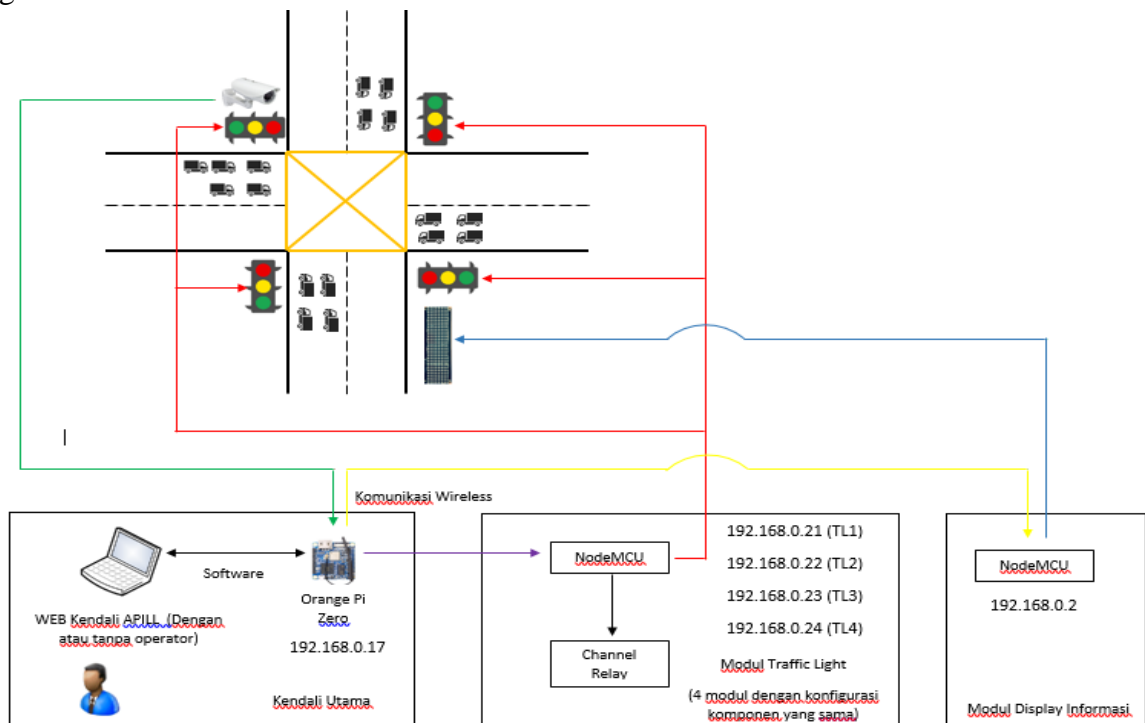 Komunikasi Wireless
Software
WEB Kendali APILL (Dengan
atau tanpa operator)
Orange Pi
Zero
192.168.0.17
Kendali Utama
NodeMCU
Channel
Relay
192.168.0.21 (TL1)
192.168.0.22 (TL2)
192.168.0.23 (TL3)
192.168.0.24 (TL4)
Modul Traffic Light
(4 modul dengan konfigurasi
komponen yang sama)
NodeMCU
192.168.0.2
Modul Display Informasi